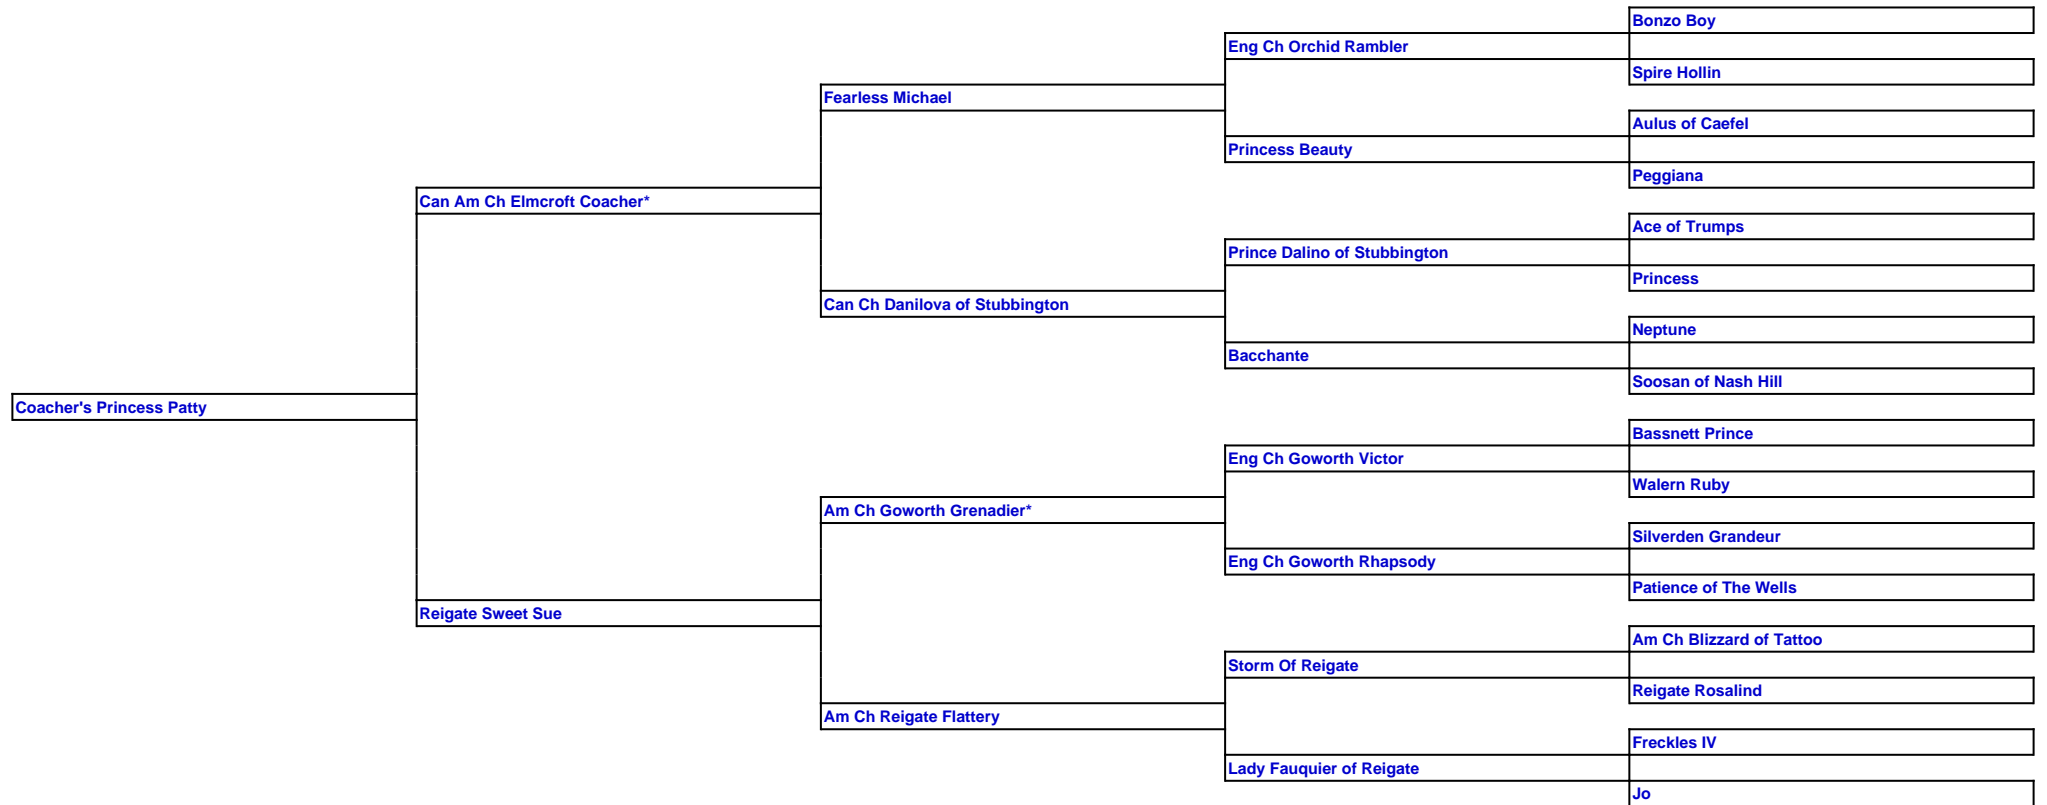 Bonzo Boy
Eng Ch Orchid Rambler
Spire Hollin
Fearless Michael
Aulus of Caefel
Princess Beauty
Peggiana
Can Am Ch Elmcroft Coacher*
Ace of Trumps
Prince Dalino of Stubbington
Princess
Can Ch Danilova of Stubbington
Neptune
Bacchante
Soosan of Nash Hill
Coacher's Princess Patty
Bassnett Prince
Eng Ch Goworth Victor
Walern Ruby
Am Ch Goworth Grenadier*
Silverden Grandeur
Eng Ch Goworth Rhapsody
Patience of The Wells
Reigate Sweet Sue
Am Ch Blizzard of Tattoo
Storm Of Reigate
Reigate Rosalind
Am Ch Reigate Flattery
Freckles IV
Lady Fauquier of Reigate
Jo